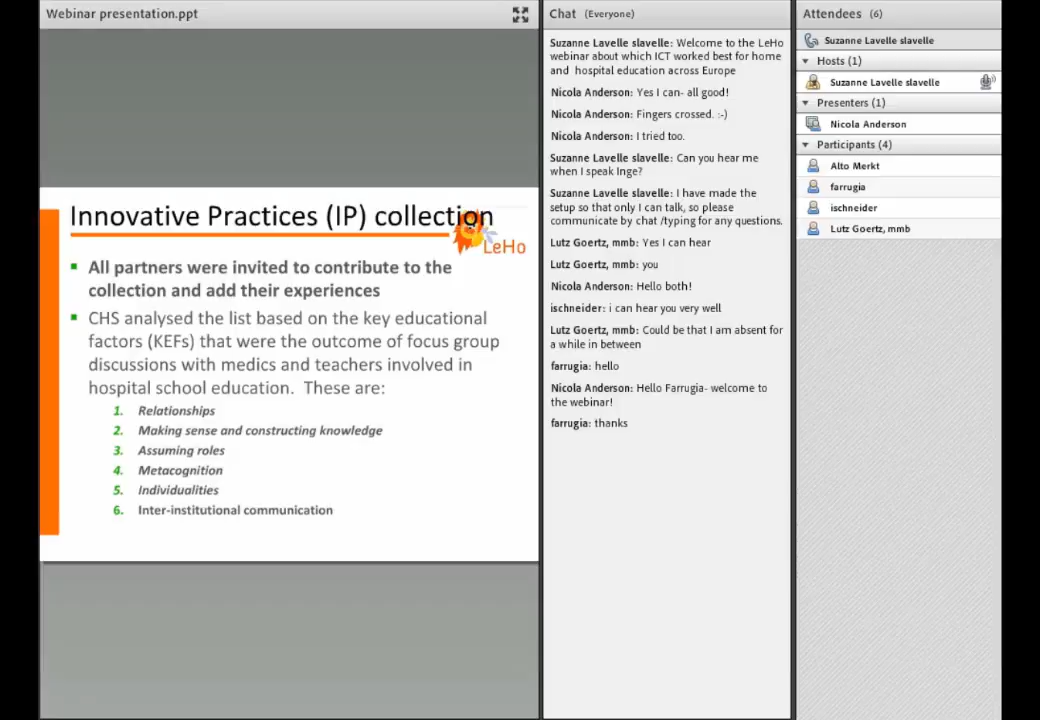 Webinar presentation.ppt
Innovative Practices (IP) collection
LeHo
All partners were invited to contribute to the
collection and add their experiences
CHS analysed the list based on the key educational
factors (KEFs) that were the outcome of focus group
discussions with medics and teachers involved in
hospital school education. These are:
1. Relationships
2. Making sense and constructing knowledge
3. Assuming roles
4. Metacognition
5. Individualities
6. Inter-institutional communication
Chat (Everyone)
Suzanne Lavelle slavelle: Welcome to the LeHo
webinar about which ICT worked best for home
and hospital education across Europe
Nicola Anderson: Yes I can- all good!
Nicola Anderson: Fingers crossed. :-)
Nicola Anderson: I tried too.
Suzanne Lavelle slavelle: Can you hear me
when I speak Inge?
Suzanne Lavelle slavelle: I have made the
setup so that only I can talk, so please
communicate by chat /typing for any questions.
Lutz Goertz, mmb: Yes I can hear
Lutz Goertz, mmb: you
Nicola Anderson: Hello both!
ischneider: i can hear you very well
Lutz Goertz, mmb: Could be that I am absent for
a while in between
farrugia: hello
Nicola Anderson: Hello Farrugia- welcome to
the webinar!
farrugia: thanks
Attendees (6)
Suzanne Lavelle slavelle
Hosts (1)
Suzanne Lavelle slavelle
Presenters (1)
Nicola Anderson
Participants (4)
Alto Merkt
farrugia
ischneider
Lutz Goertz, mmb